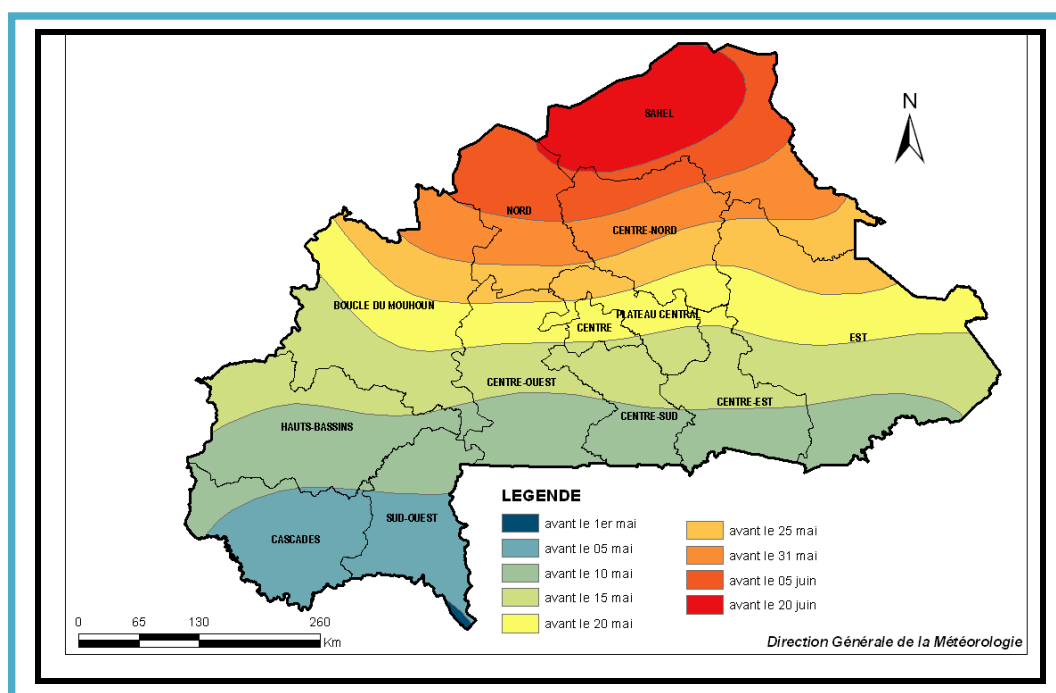 N
SAHEL
NORD
CENTRE-NORD
BOUCLE DU MOUHOUN
PLATEAU CENTRAL
CENTRE
EST
CENTRE-OUEST
CENTRE-EST
CENTRE-SUD
HAUTS-BASSINS
SUD-OUEST
CASCADES
LEGENDE
avant le 1er mai
avant le 05 mai
avant le 10 mai
avant le 15 mai
avant le 20 mai
avant le 25 mai
avant le 31 mai
avant le 05 juin
avant le 20 juin
0 65 130 260
Km
Direction Générale de la Météorologie